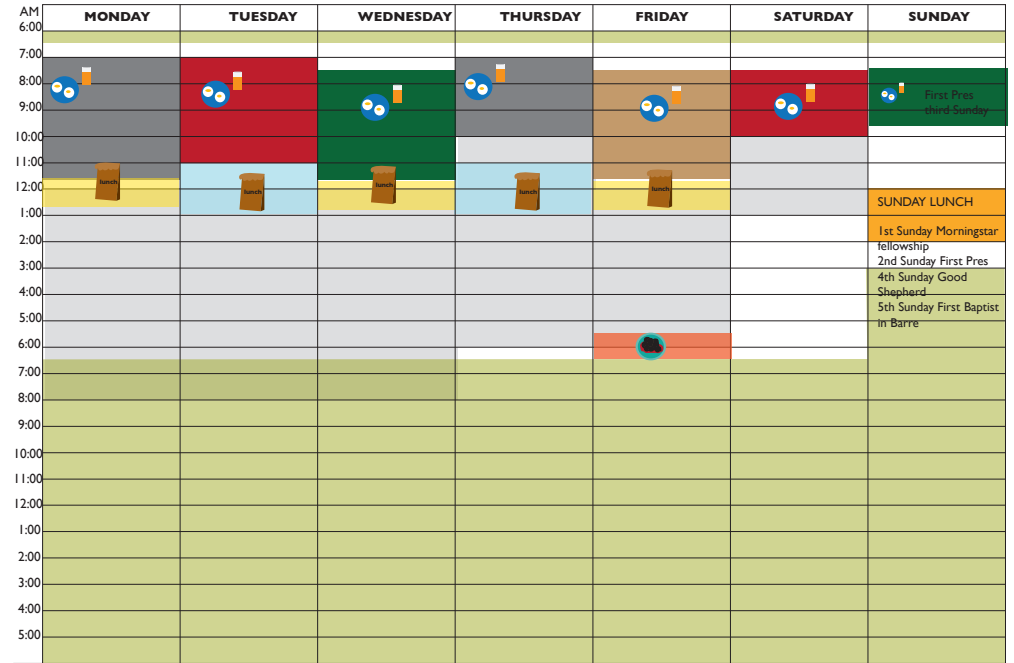 AM
MONDAY TUESDAY WEDNESDAY THURSDAY FRIDAY SATURDAY SUNDAY
6:00
7:00
8:00
First Pres
9:00
third Sunday
10:00
11:00
lunch lunch lunch lunch lunch
12:00
SUNDAY LUNCH
1:00
1st Sunday Morningstar
2:00
fellowship
2nd Sunday First Pres
3:00
4th Sunday Good
4:00
Shepherd
5th Sunday First Baptist
5:00
in Barre
6:00
7:00
8:00
9:00
10:00
11:00
12:00
1:00
2:00
3:00
4:00
5:00